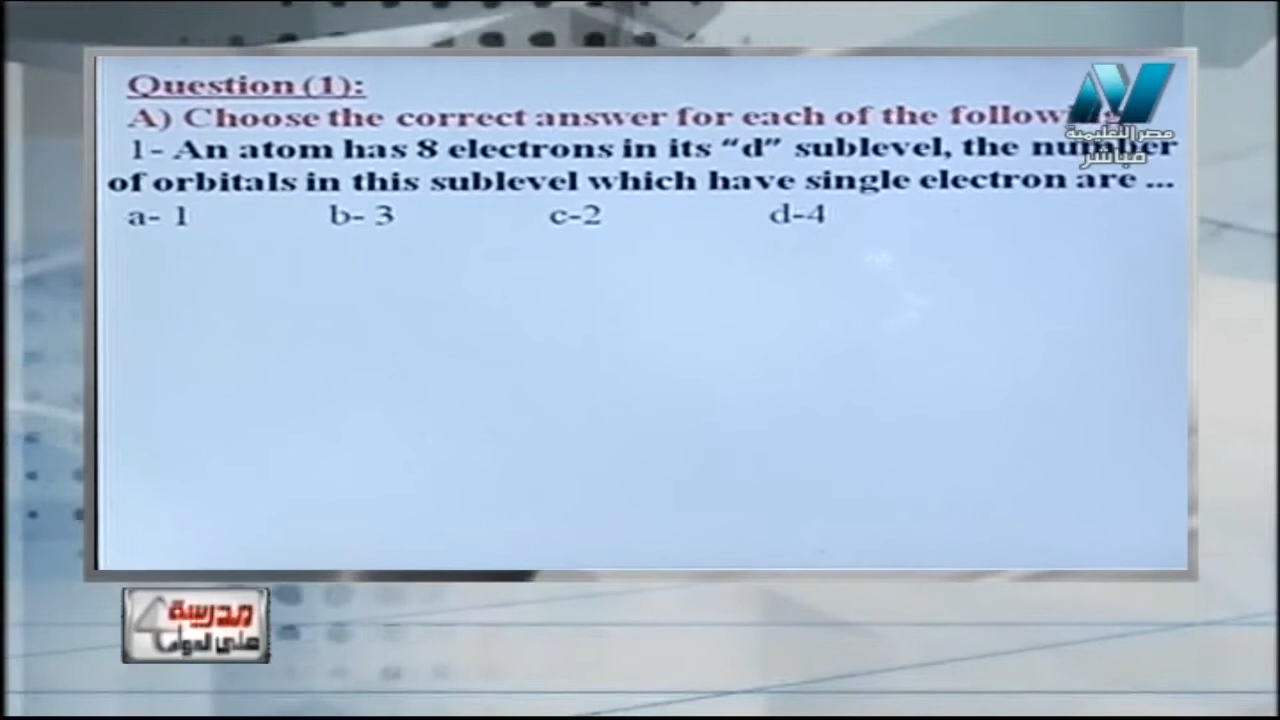 Question (1):
A) Choose the correct answer for each of the following
1- An atom has 8 electrons in its “d” sublevel, the number
of orbitals in this sublevel which have single electron are ...
a- 1 b- 3 c-2 d-4
مصر التعليمية
مباشر
مدرسة
على الهواء